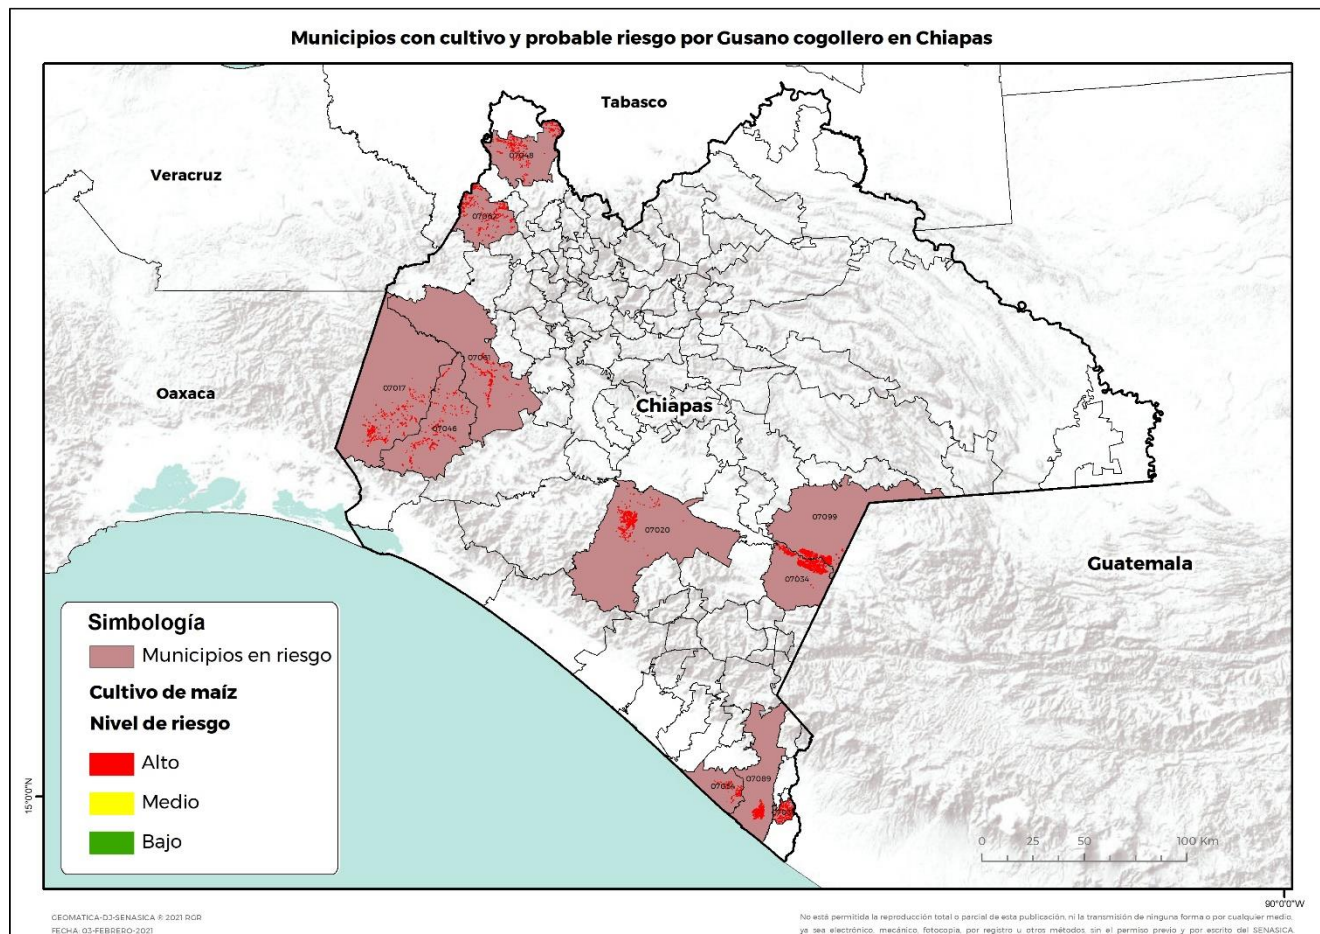 Municipios con cultivo y probable riesgo por Gusano cogollero en Chiapas
Tabasco
Veracruz
07048
07062
Oaxaca
07061
07017
07046
Chiapas
07020
07099
07034
Guatemala
07089
Simbología
Municipios en riesgo
Cultivo de maíz
Nivel de riesgo
Alto
Medio
Bajo
15°0'0"N
0 25 50 100 Km
90°0'0"W
GEOMATICA-DJ-SENASICA ® 2021 RGR
FECHA: 03-FEBRERO-2021
No está permitida la reproducción total o parcial de esta publicación, ni la transmisión de ninguna forma o por cualquier medio,
ya sea electrónico, mecánico, fotocopia, por registro u otros métodos, sin el permiso previo y por escrito del SENASICA